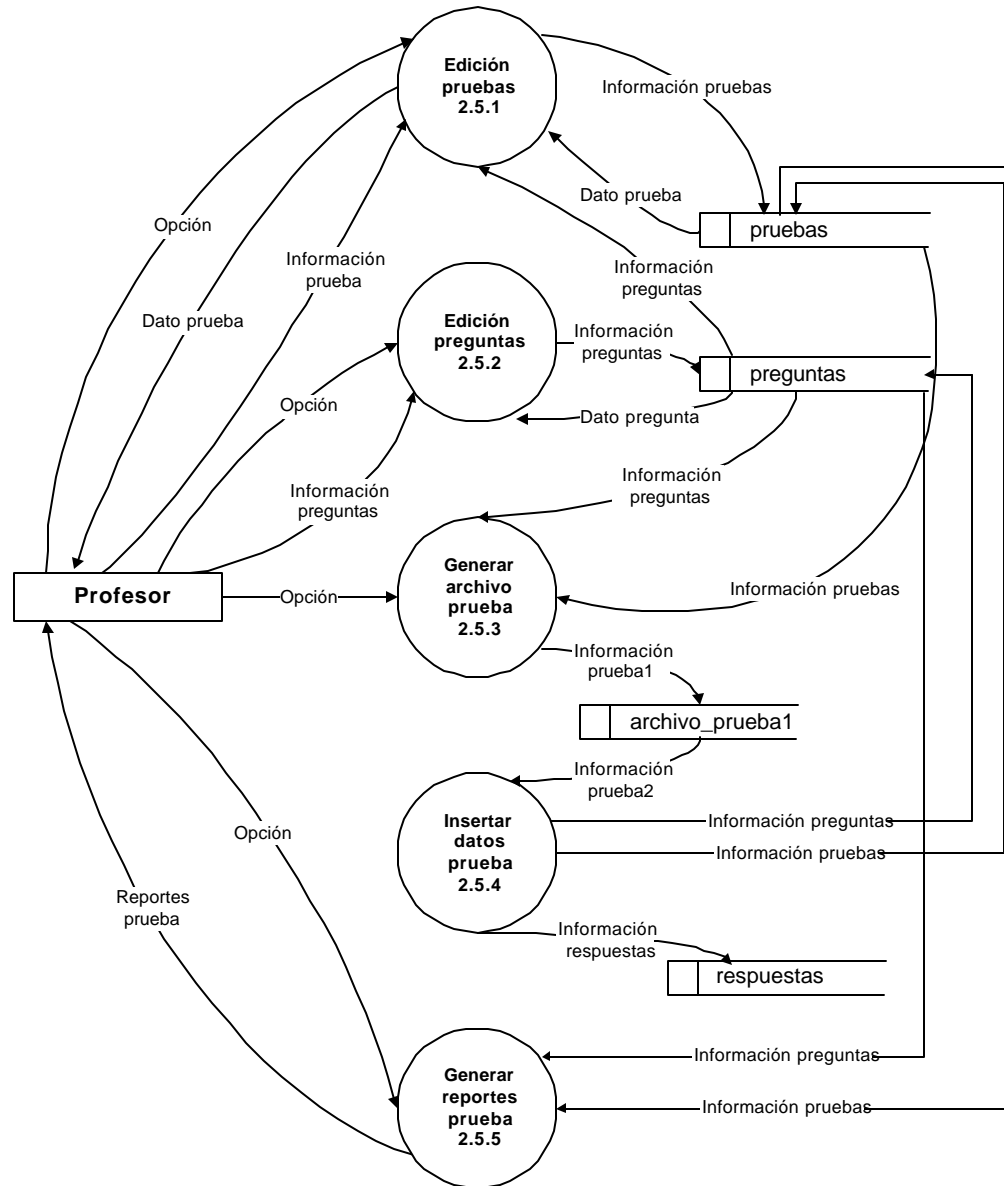 Edición
pruebas
2.5.1
Información pruebas
Dato prueba
Opción
pruebas
Información
prueba
Información
preguntas
Dato prueba
Edición
preguntas
2.5.2
Información
preguntas
preguntas
Opción
Dato pregunta
Información
preguntas
Información
preguntas
Profesor
Opción
Generar
archivo
prueba
2.5.3
Información pruebas
Información
prueba1
archivo_prueba1
Información
prueba2
Insertar
datos
prueba
2.5.4
Información preguntas
Información pruebas
Opción
Reportes
prueba
Información
respuestas
respuestas
Generar
reportes
prueba
2.5.5
Información preguntas
Información pruebas